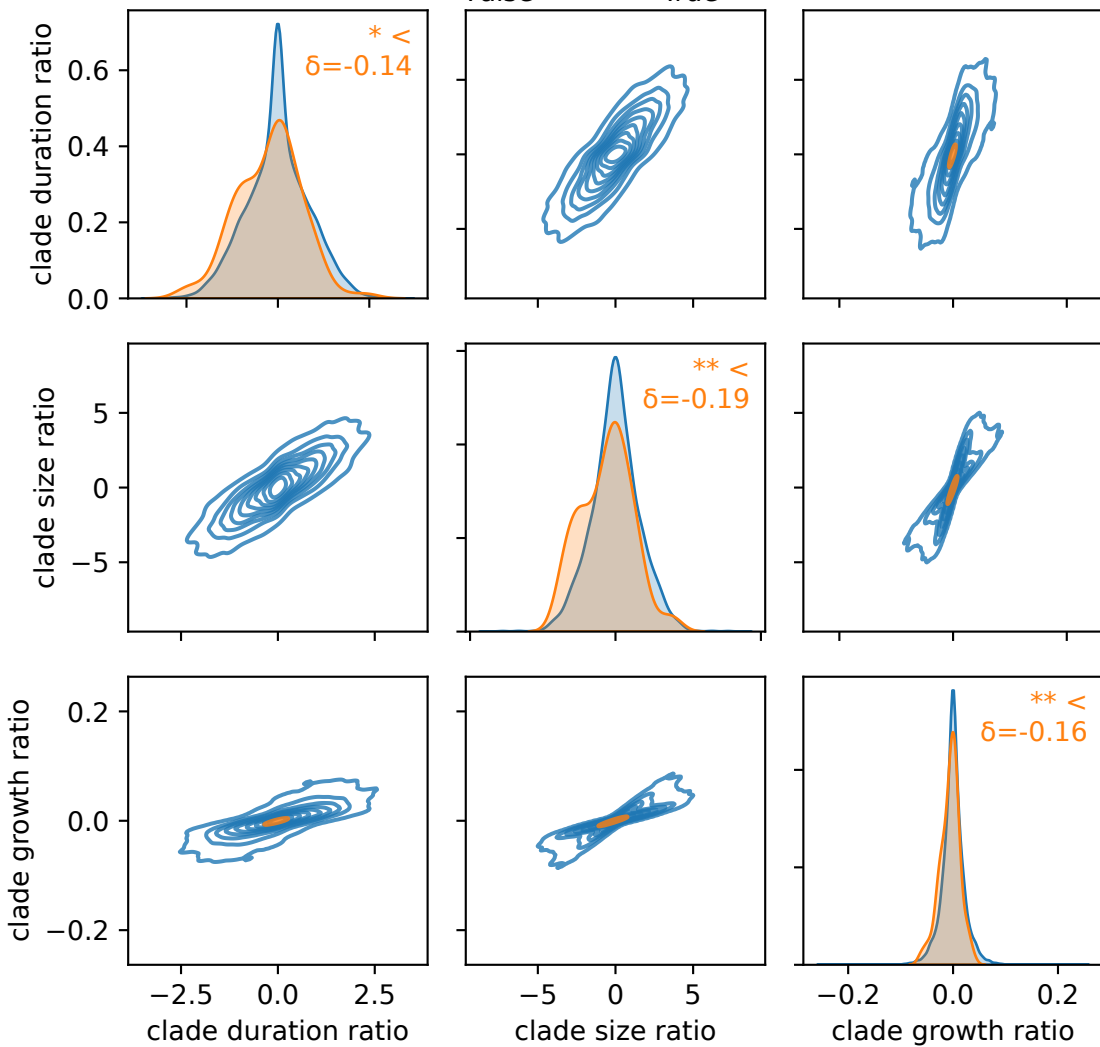 clade duration ratio
0.6
0.4
0.2
0.0
* <
δ=-0.14
clade size ratio
5
0
−5
** <
δ=-0.19
clade growth ratio
0.2
0.0
−0.2
** <
δ=-0.16
−2.5 0.0 2.5
clade duration ratio
−5 0 5
clade size ratio
−0.2 0.0 0.2
clade growth ratio